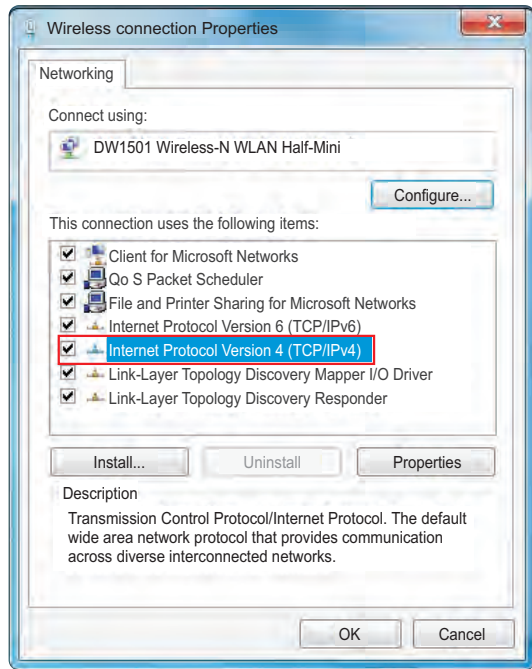 Wireless connection Properties
Networking
Connect using:
DW1501 Wireless-N WLAN Half-Mini
Configure...
This connection uses the following items:
Client for Microsoft Networks
Qo S Packet Scheduler
File and Printer Sharing for Microsoft Networks
Internet Protocol Version 6 (TCP/IPv6)
Internet Protocol Version 4 (TCP/IPv4)
Link-Layer Topology Discovery Mapper I/O Driver
Link-Layer Topology Discovery Responder
Install... Uninstall Properties
Description
Transmission Control Protocol/Internet Protocol. The default
wide area network protocol that provides communication
across diverse interconnected networks.
OK Cancel